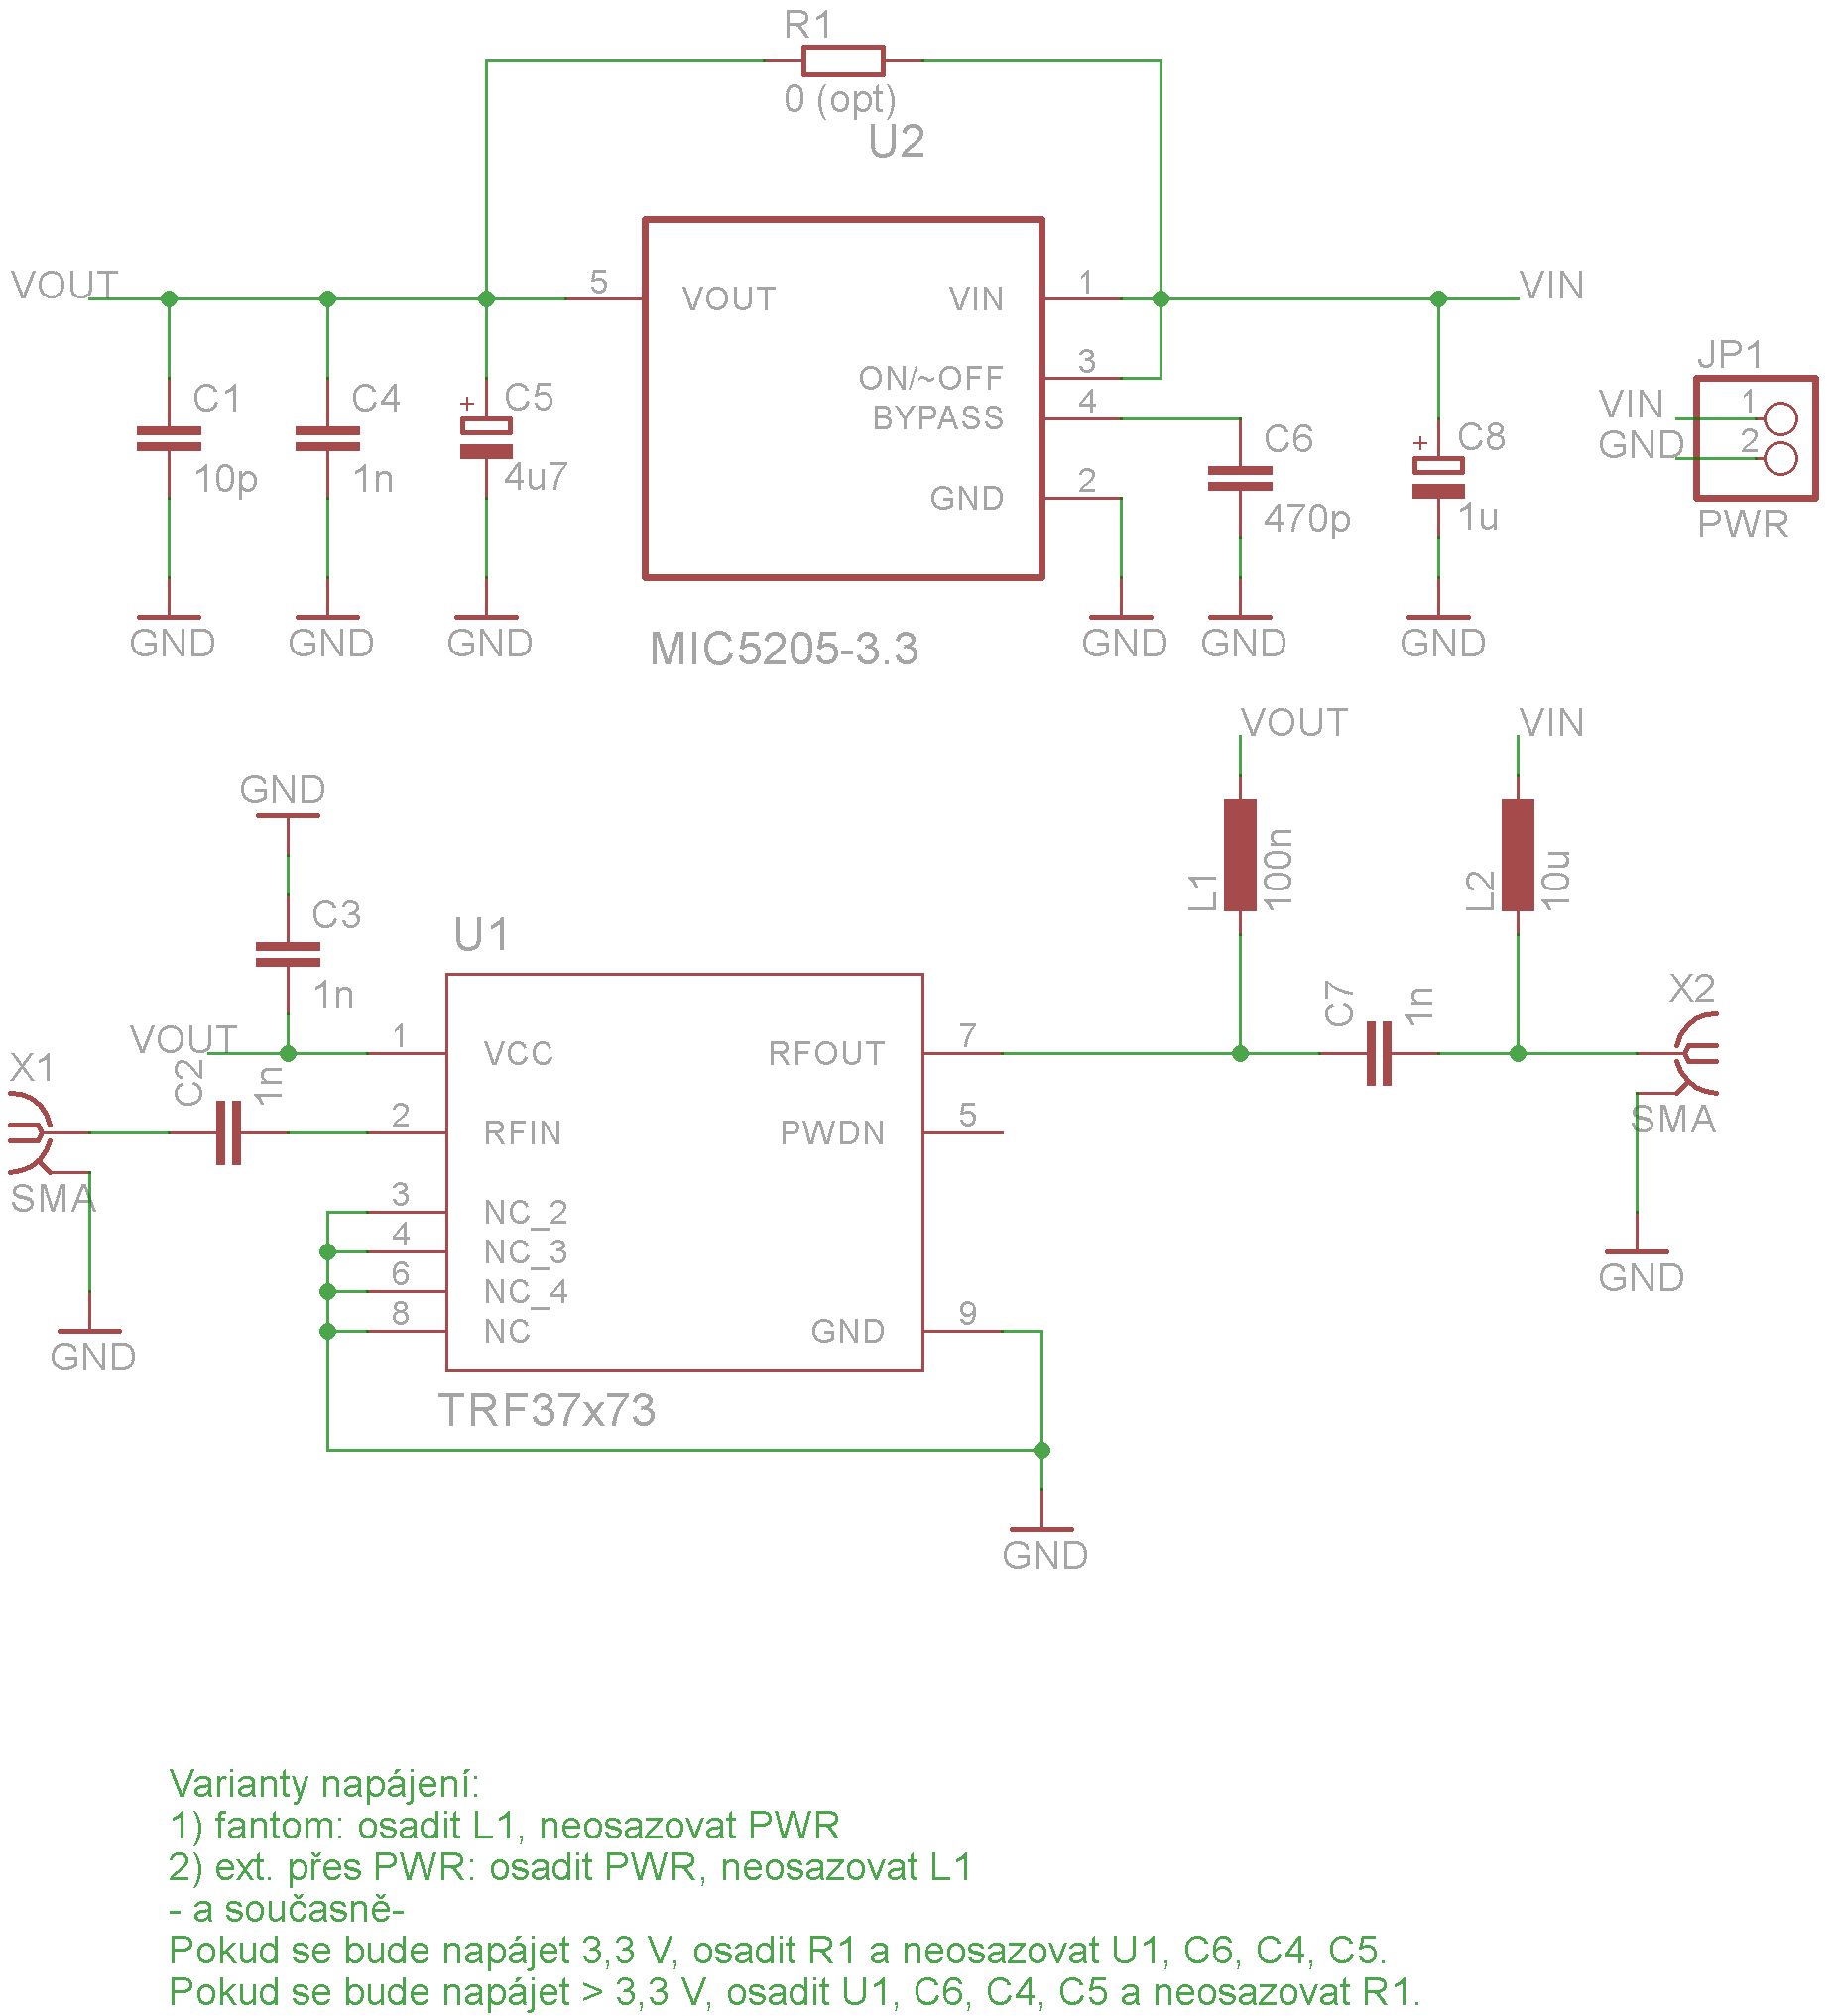 R1
0 (opt)
U2
VOUT
5
VOUT
VIN
1
VIN
ON/~OFF
3
BYPASS
4
GND
2
C1
10p
C4
1n
+
C5
4u7
C6
470p
+
C8
1u
JP1
VIN
1
GND
2
PWR
GND
GND
GND
MIC5205-3.3
GND
GND
GND
VOUT
VIN
GND
L1
100n
L2
10u
C3
1n
U1
VOUT
1
VCC
RFOUT
7
C7
1n
X2
SMA
X1
C2
1n
2
RFIN
PWDN
5
SMA
3
NC_2
4
NC_3
6
NC_4
8
NC
GND
9
GND
GND
TRF37x73
GND
Varianty napájení:
1) fantom: osadit L1, neosazovat PWR
2) ext. přes PWR: osadit PWR, neosazovat L1
- a současně-
Pokud se bude napájet 3,3 V, osadit R1 a neosazovat U1, C6, C4, C5.
Pokud se bude napájet > 3,3 V, osadit U1, C6, C4, C5 a neosazovat R1.